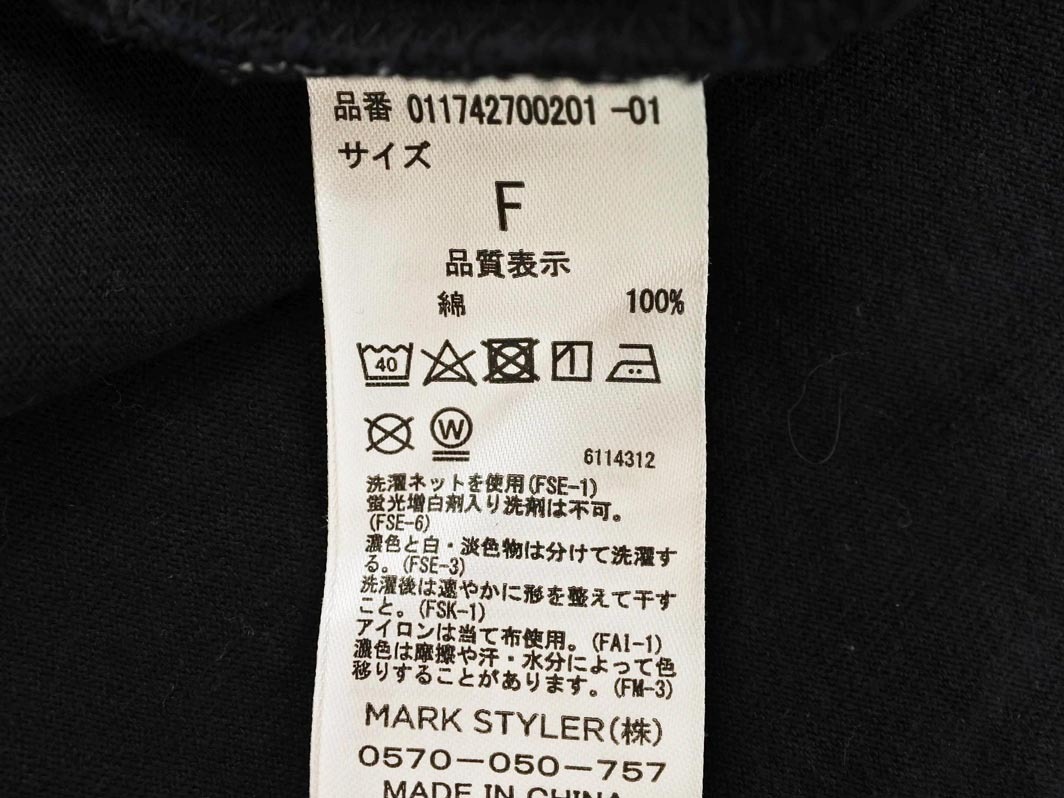 品番 011742700201 -01
サイズ
F
品質表示
綿 100%
40
W
6114312
洗濯ネットを使用(FSE-1)
蛍光増白剤入り洗剤は不可。
(FSE-6)
濃色と白・淡色物は分けて洗濯す
る。(FSE-3)
洗濯後は速やかに形を整えて干す
こと。(FSK-1)
アイロンは当て布使用。(FAI-1)
濃色は摩擦や汗・水分によって色
移りすることがあります。(FM-3)
MARK STYLER(株)
0570-050-757
MADE IN CHINA